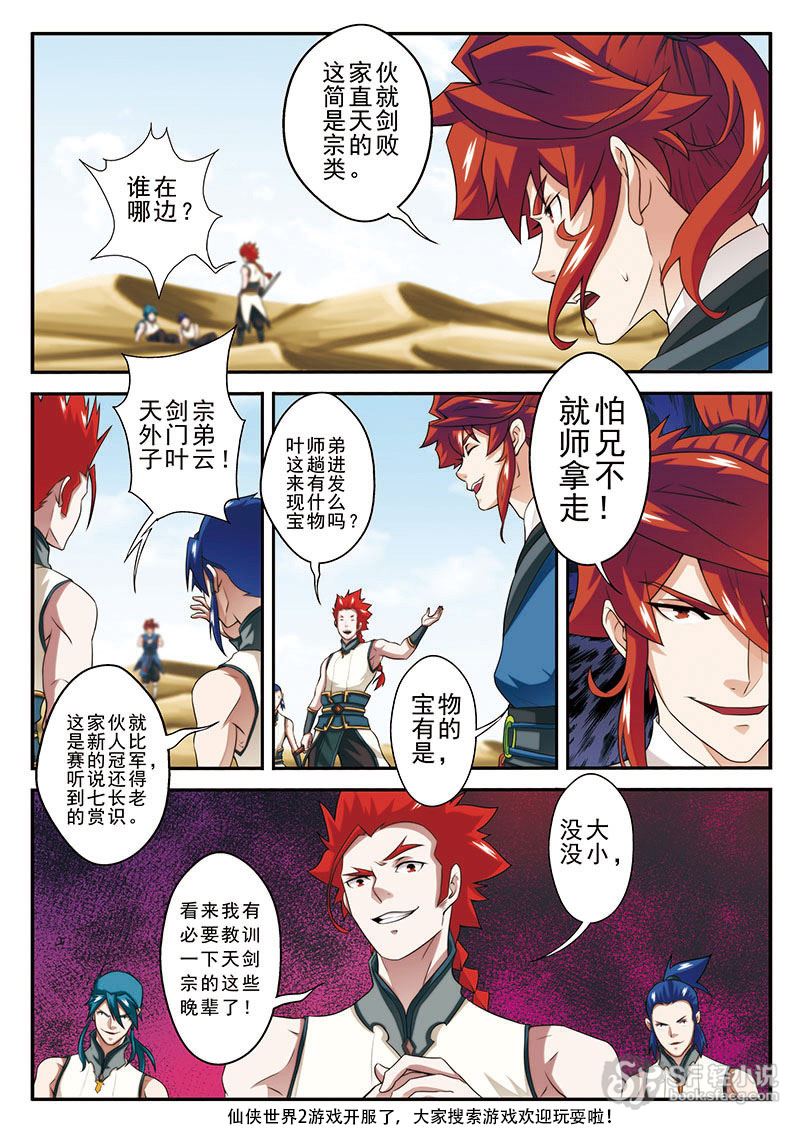 这家伙
简直就
是天剑
宗的败
类。
谁在
哪边？
天剑宗
外门弟
子叶云！
这家伙就
是新人比
赛的冠军
听说还得
到七长老
的赏识。
叶师弟
这趟进
来有发
现什么
宝物吗？
宝物
有的
是，
就怕
师兄
拿不
走！
没大
没小，
看来我有
必要教训
一下天剑
宗的这些
晚辈了！
SF轻小说
booksfacg.com
仙侠世界2游戏开服了，大家搜索游戏欢迎玩耍啦！